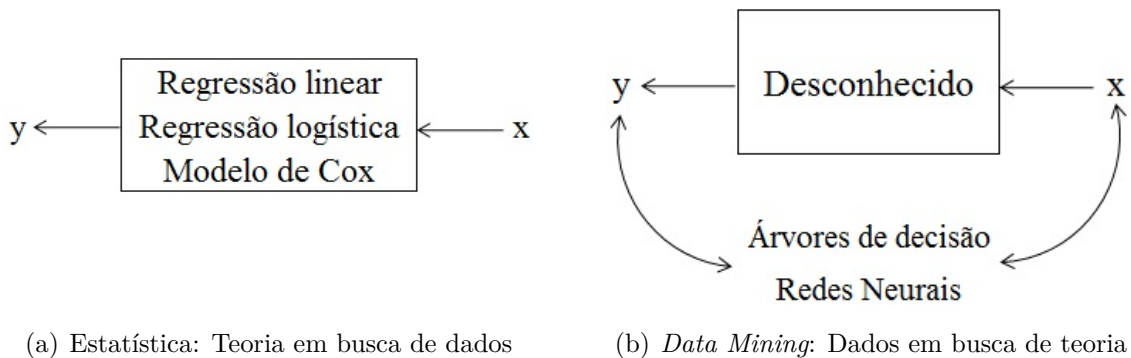 y
Regressão linear
Regressão logística
Modelo de Cox
x
(a) Estatística: Teoria em busca de dados
y
Desconhecido
x
Árvores de decisão
Redes Neurais
(b) Data Mining: Dados em busca de teoria